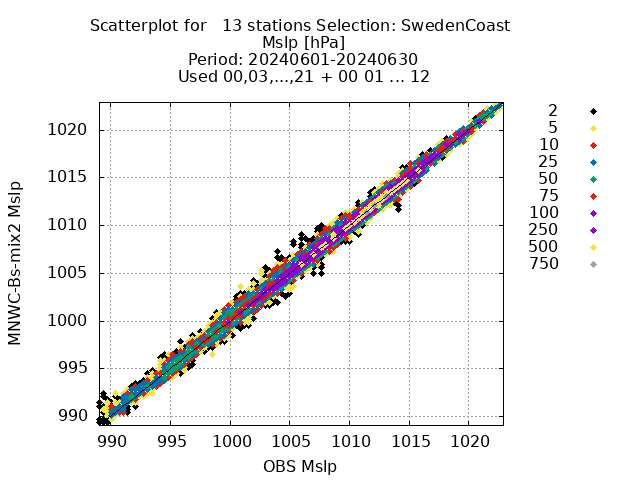 Scatterplot for   13 stations Selection: SwedenCoast
Mslp [hPa]
Period: 20240601-20240630
Used 00,03,...,21 + 00 01 ... 12
MNWC-Bs-mix2 Mslp
1020
1015
1010
1005
1000
995
990
990 995 1000 1005 1010 1015 1020
OBS Mslp
2
5
10
25
50
75
100
250
500
750